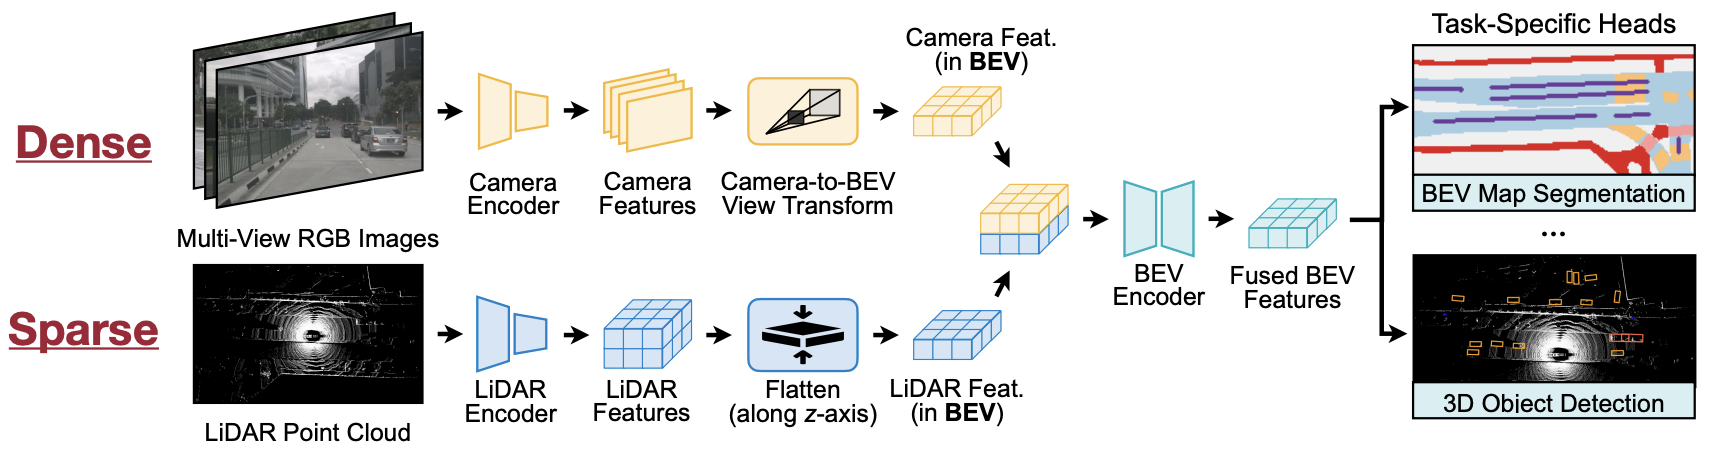 Dense
Multi-View RGB Images
Camera
Encoder
Camera
Features
Camera-to-BEV
View Transform
Camera Feat.
(in BEV)
Sparse
LiDAR Point Cloud
LiDAR
Encoder
LiDAR
Features
Flatten
(along z-axis)
LiDAR Feat.
(in BEV)
BEV
Encoder
Fused BEV
Features
Task-Specific Heads
BEV Map Segmentation
...
3D Object Detection